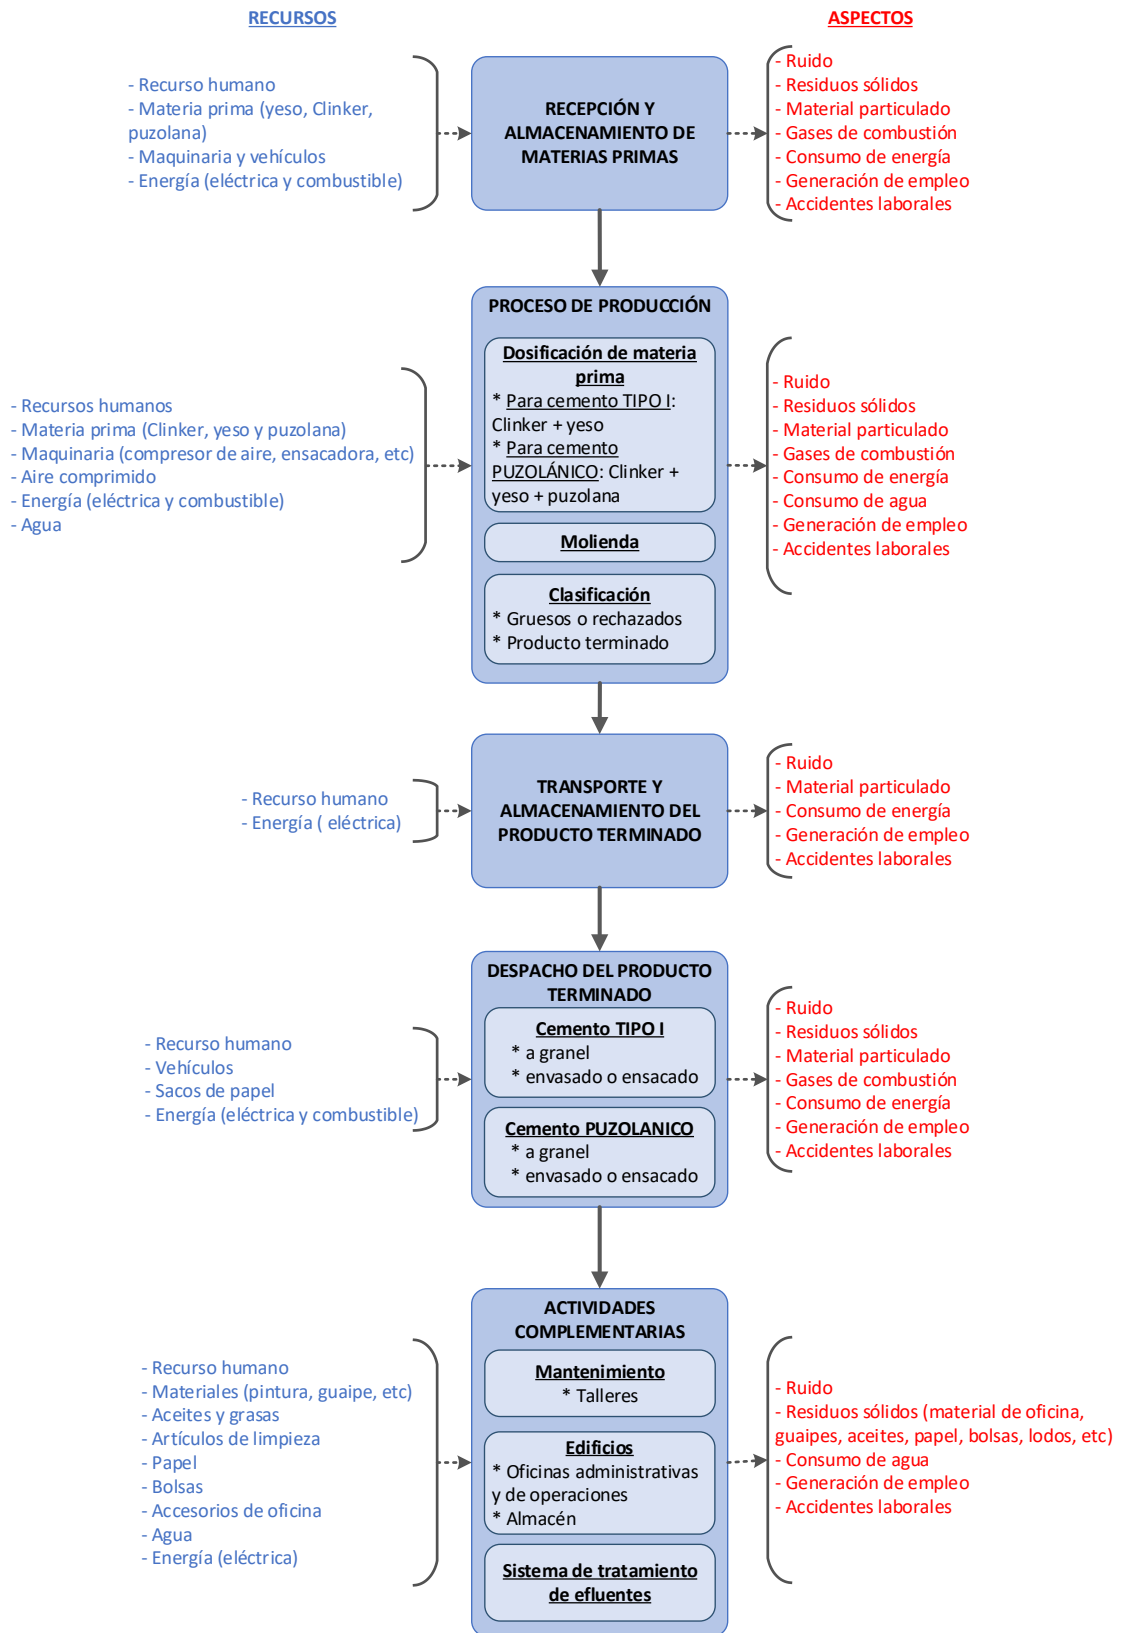 RECURSOS
ASPECTOS
- Recurso humano
- Materia prima (yeso, Clinker,
puzolana)
- Maquinaria y vehículos
- Energía (eléctrica y combustible)
RECEPCIÓN Y
ALMACENAMIENTO DE
MATERIAS PRIMAS
- Ruido
- Residuos sólidos
- Material particulado
- Gases de combustión
- Consumo de energía
- Generación de empleo
- Accidentes laborales
- Recursos humanos
- Materia prima (Clinker, yeso y puzolana)
- Maquinaria (compresor de aire, ensacadora, etc)
- Aire comprimido
- Energía (eléctrica y combustible)
- Agua
PROCESO DE PRODUCCIÓN
Dosificación de materia
prima
* Para cemento TIPO I:
Clinker + yeso
* Para cemento
PUZOLÁNICO: Clinker +
yeso + puzolana
Molienda
Clasificación
* Gruesos o rechazados
* Producto terminado
- Ruido
- Residuos sólidos
- Material particulado
- Gases de combustión
- Consumo de energía
- Consumo de agua
- Generación de empleo
- Accidentes laborales
- Recurso humano
- Energía ( eléctrica)
TRANSPORTE Y
ALMACENAMIENTO DEL
PRODUCTO TERMINADO
- Ruido
- Material particulado
- Consumo de energía
- Generación de empleo
- Accidentes laborales
- Recurso humano
- Vehículos
- Sacos de papel
- Energía (eléctrica y combustible)
DESPACHO DEL PRODUCTO
TERMINADO
Cemento TIPO I
* a granel
* envasado o ensacado
Cemento PUZOLANICO
* a granel
* envasado o ensacado
- Ruido
- Residuos sólidos
- Material particulado
- Gases de combustión
- Consumo de energía
- Generación de empleo
- Accidentes laborales
- Recurso humano
- Materiales (pintura, guaipe, etc)
- Aceites y grasas
- Artículos de limpieza
- Papel
- Bolsas
- Accesorios de oficina
- Agua
- Energía (eléctrica)
ACTIVIDADES
COMPLEMENTARIAS
Mantenimiento
* Talleres
Edificios
* Oficinas administrativas
y de operaciones
* Almacén
Sistema de tratamiento
de efluentes
- Ruido
- Residuos sólidos (material de oficina,
guaipes, aceites, papel, bolsas, lodos, etc)
- Consumo de agua
- Generación de empleo
- Accidentes laborales